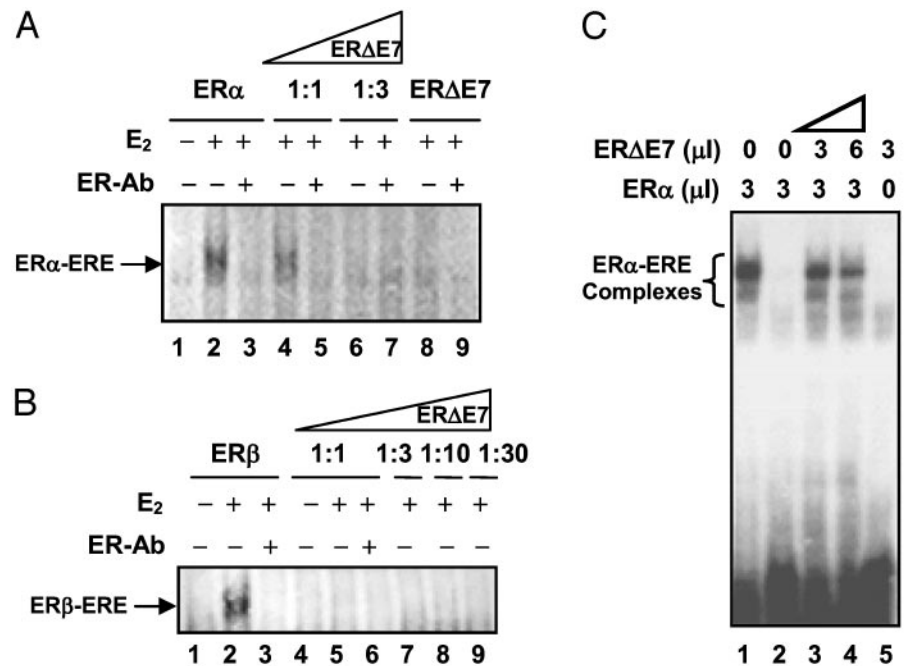 A
ERΔE7
ERα 1:1 1:3 ERΔE7
E₂ – + + + + + + + +
ER-Ab – – + – + – + – +
ERα-ERE
1 2 3 4 5 6 7 8 9
B
ERΔE7
ERβ 1:1 1:3 1:10 1:30
E₂ – + + – + + + + +
ER-Ab – – + – – + – – –
ERβ-ERE
1 2 3 4 5 6 7 8 9
C
ERΔE7 (µl) 0 0 3 6 3
ERα (µl) 3 3 3 3 0
ERα-ERE
Complexes
1 2 3 4 5